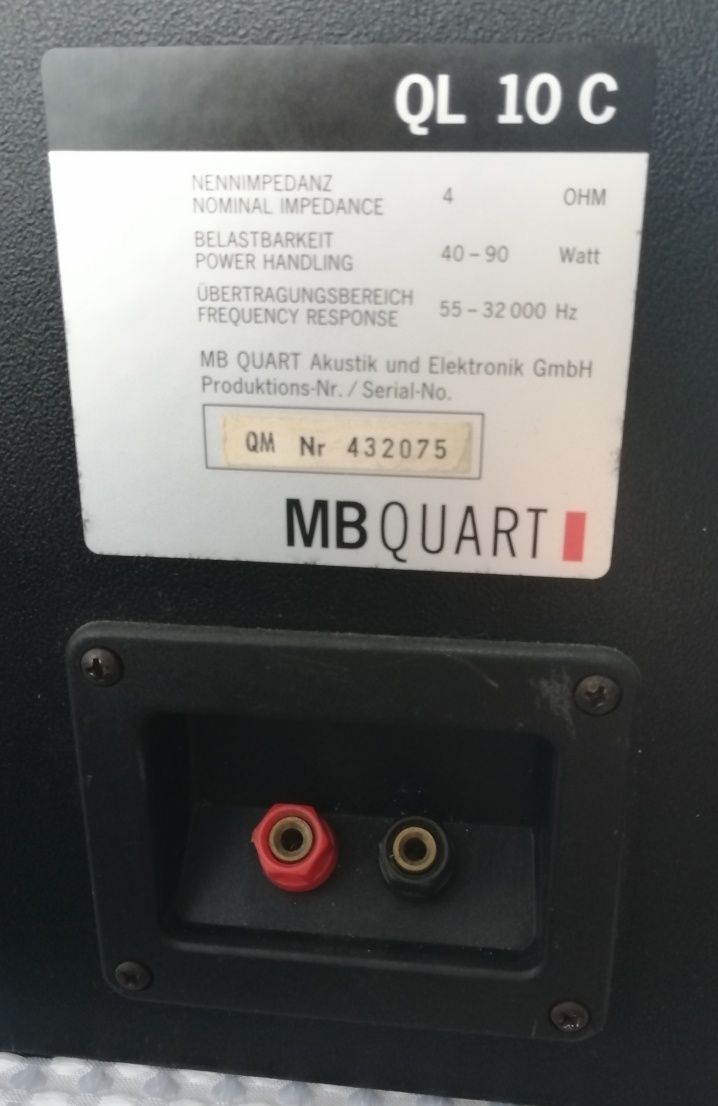 QL 10 C
NENNIMPEDANZ
NOMINAL IMPEDANCE 4 OHM
BELASTBARKEIT
POWER HANDLING 40 – 90 Watt
ÜBERTRAGUNGSBEREICH
FREQUENCY RESPONSE 55 – 32 000 Hz
MB QUART Akustik und Elektronik GmbH
Produktions-Nr. / Serial-No.
QM Nr 432075
MB QUART